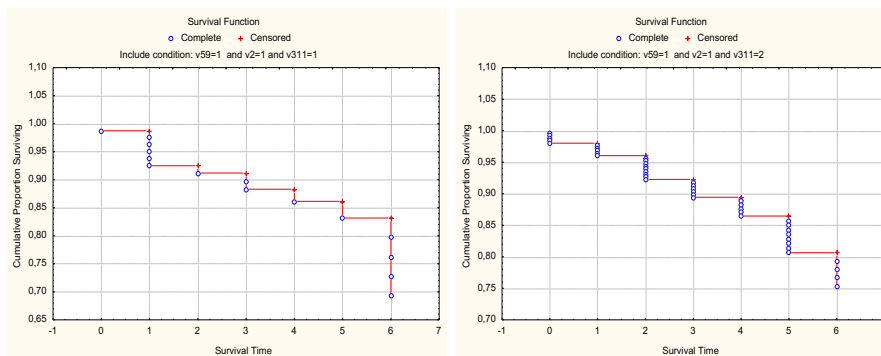 Survival Function
Complete Censored
Include condition: v59=1 and v2=1 and v311=1
1,10
1,05
1,00
0,95
0,90
0,85
0,80
0,75
0,70
0,65
-1 0 1 2 3 4 5 6 7
Survival Time
Cumulative Proportion Surviving
Survival Function
Complete Censored
Include condition: v59=1 and v2=1 and v311=2
1,10
1,05
1,00
0,95
0,90
0,85
0,80
0,75
0,70
-1 0 1 2 3 4 5 6
Survival Time
Cumulative Proportion Surviving